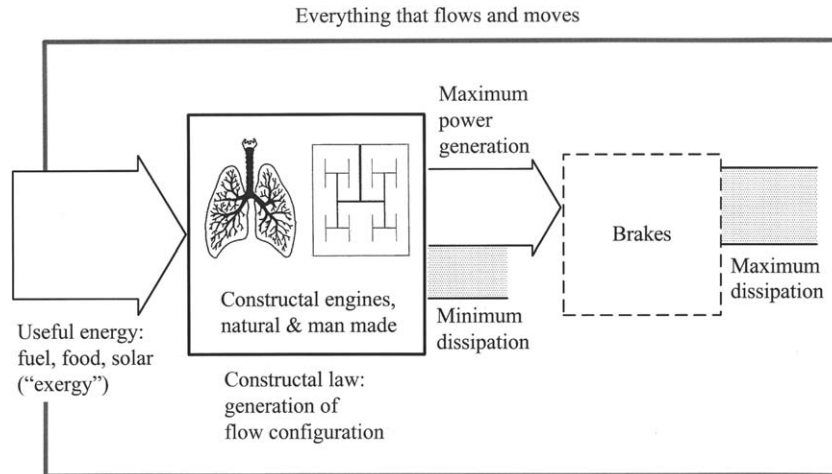 Everything that flows and moves
Maximum
power
generation
Brakes
Constructal engines,
natural & man made
Minimum
dissipation
Maximum
dissipation
Useful energy:
fuel, food, solar
(“exergy”)
Constructal law:
generation of
flow configuration